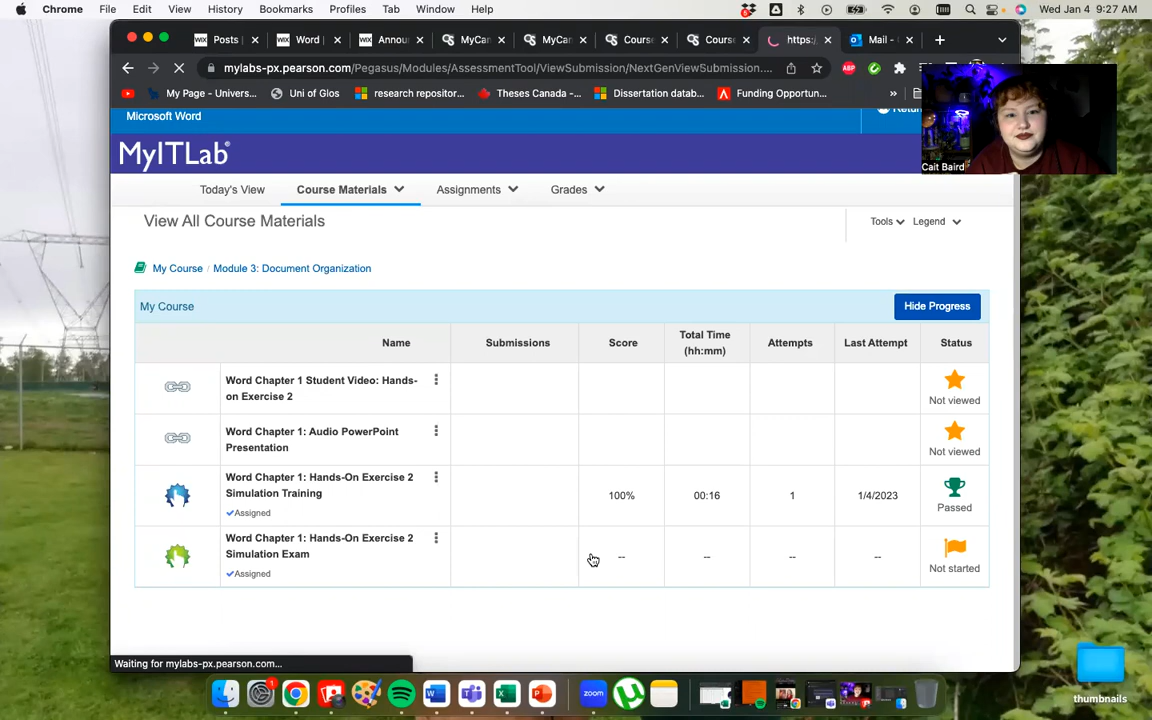 Chrome File Edit View History Bookmarks Profiles Tab Window Help Wed Jan 4 9:27 AM
Posts | Word | Annou MyCan MyCan Course Course https:/ Mail -
mylabs-px.pearson.com/Pegasus/Modules/AssessmentTool/ViewSubmission/NextGenViewSubmission....
ABP
My Page - Univers... Uni of Glos research repositor... Theses Canada -... Dissertation datab... Funding Opportun... »
Microsoft Word
MyITLab®
Cait Baird
Today's View Course Materials Assignments Grades
View All Course Materials
Tools Legend
My Course / Module 3: Document Organization
My Course
Hide Progress
Name Submissions Score Total Time (hh:mm) Attempts Last Attempt Status
Word Chapter 1 Student Video: Hands-
on Exercise 2
Not viewed
Word Chapter 1: Audio PowerPoint
Presentation
Not viewed
Word Chapter 1: Hands-On Exercise 2
Simulation Training
Assigned
100% 00:16 1 1/4/2023 Passed
Word Chapter 1: Hands-On Exercise 2
Simulation Exam
Assigned
-- -- -- -- Not started
Waiting for mylabs-px.pearson.com...
1
zoom
thumbnails